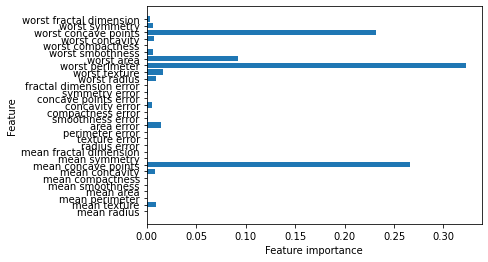 worst fractal dimension
worst symmetry
worst concave points
worst concavity
worst compactness
worst smoothness
worst area
worst perimeter
worst texture
worst radius
fractal dimension error
symmetry error
concave points error
concavity error
compactness error
smoothness error
area error
perimeter error
texture error
radius error
mean fractal dimension
mean symmetry
mean concave points
mean concavity
mean compactness
mean smoothness
mean area
mean perimeter
mean texture
mean radius
Feature
0.00 0.05 0.10 0.15 0.20 0.25 0.30
Feature importance